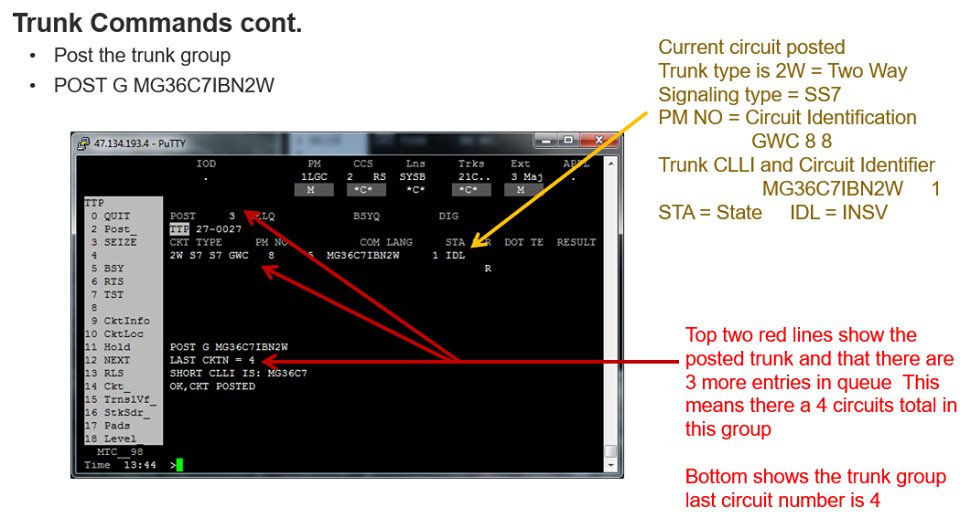 Trunk Commands cont.
• Post the trunk group
• POST G MG36C7IBN2W
Current circuit posted
Trunk type is 2W = Two Way
Signaling type = SS7
PM NO = Circuit Identification
GWC 8 8
Trunk CLLI and Circuit Identifier
MG36C7IBN2W 1
STA = State IDL = INSV
47.134.193.4 - PuTTY
IOD PM CCS Lns Trks Ext APPL
. 1LGC 2 RS SYSB 21C.. 3 Maj .
M *C* *C* *C* M
TTP
0 QUIT POST 3 DLQ BSYQ DIG
2 Post_ TTP 27-0027
3 SEIZE CKT TYPE PM NO COM LANG STA R DOT TE RESULT
4 2W S7 S7 GWC 8 MG36C7IBN2W 1 IDL
5 BSY R
6 RTS
7 TST
8
9 CktInfo
10 CktLoc
11 Hold POST G MG36C7IBN2W
12 NEXT LAST CKTN = 4
13 RLS SHORT CLLI IS: MG36C7
14 Ckt_ OK,CKT POSTED
15 TrnslVf_
16 StkSdr_
17 Pads
18 Level_
MTC__98
Time 13:44 >
Top two red lines show the
posted trunk and that there are
3 more entries in queue This
means there a 4 circuits total in
this group
Bottom shows the trunk group
last circuit number is 4